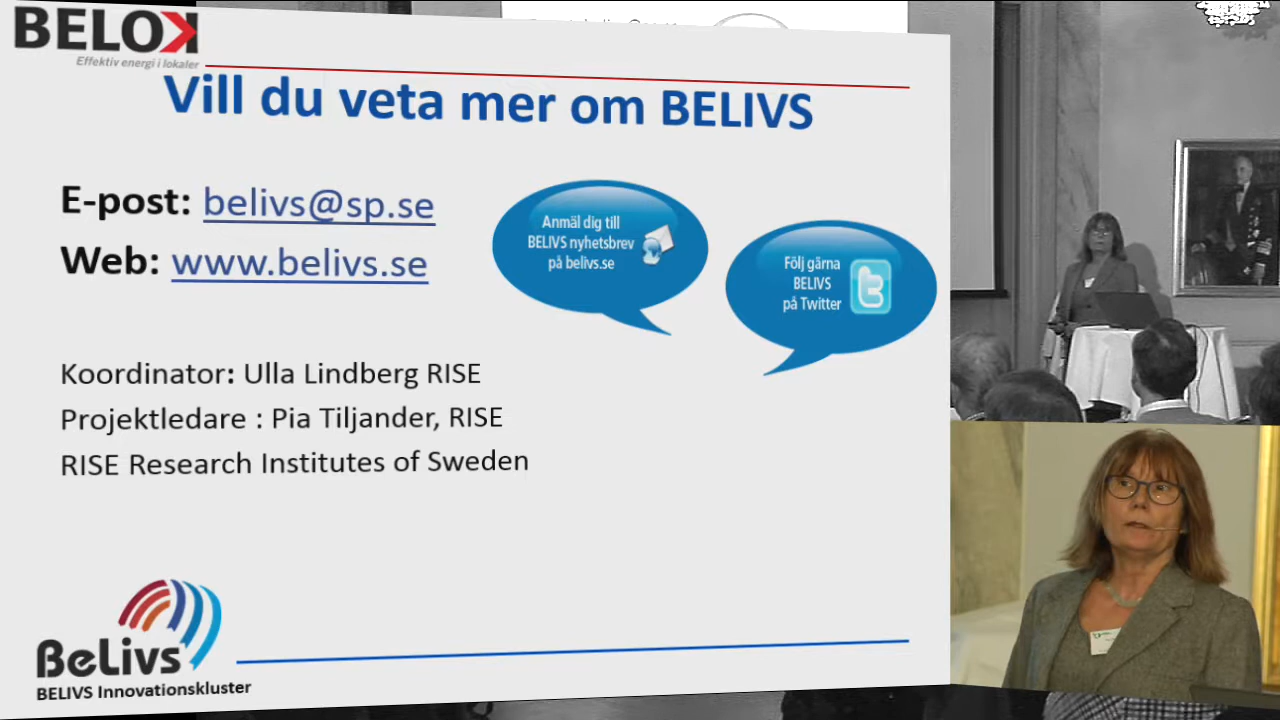 BELOK
Effektiv energi i lokaler
Vill du veta mer om BELIVS
E-post: belivs@sp.se
Web: www.belivs.se
Anmäl dig till
BELIVS nyhetsbrev
på belivs.se
Följ gärna
BELIVS
på Twitter
Koordinator: Ulla Lindberg RISE
Projektledare : Pia Tiljander, RISE
RISE Research Institutes of Sweden
BeLivs
BELIVS Innovationskluster